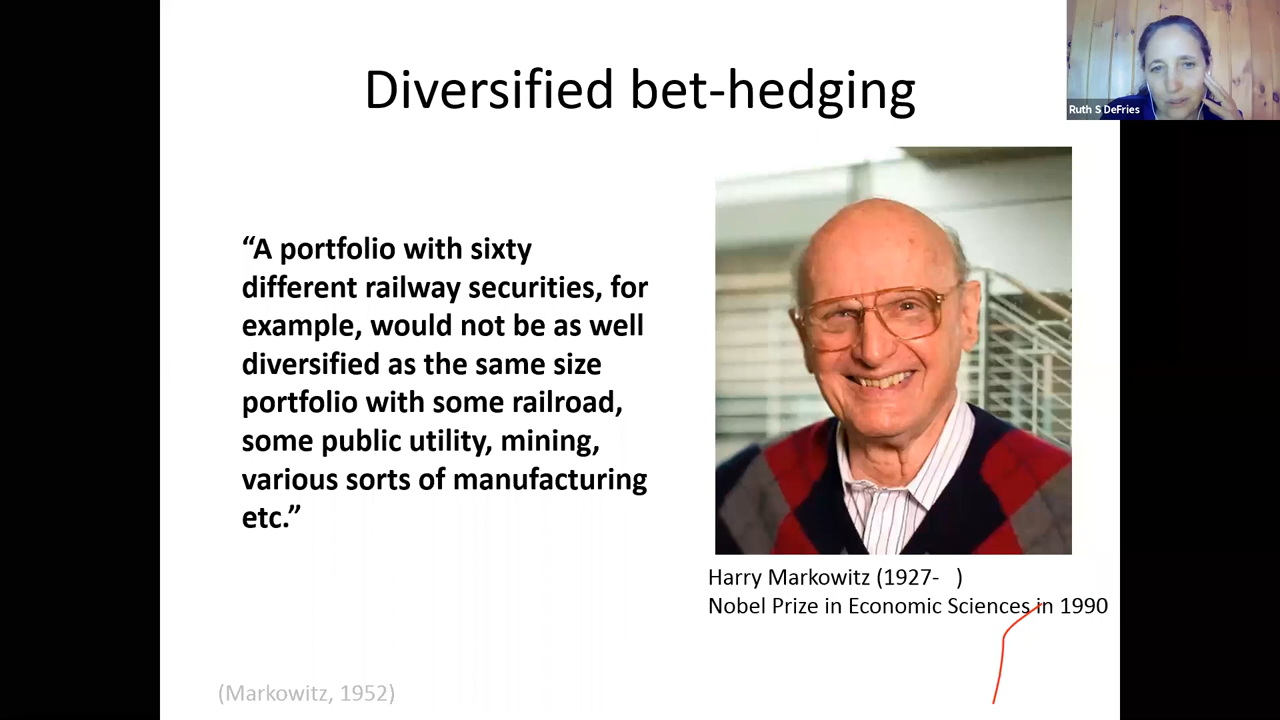 Diversified bet-hedging
Ruth S DeFries
“A portfolio with sixty
different railway securities, for
example, would not be as well
diversified as the same size
portfolio with some railroad,
some public utility, mining,
various sorts of manufacturing
etc.”
Harry Markowitz (1927-   )
Nobel Prize in Economic Sciences in 1990
(Markowitz, 1952)